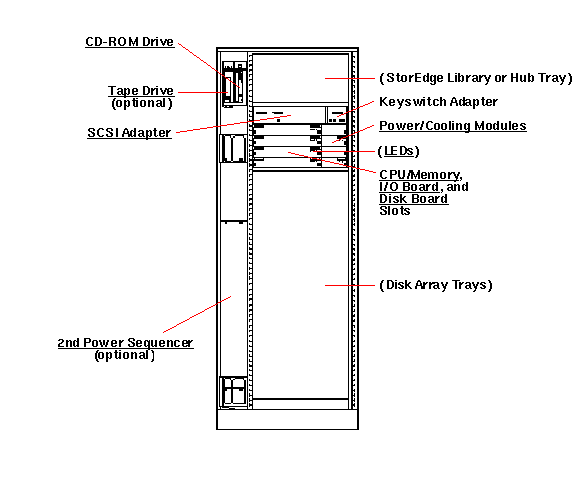 CD-ROM Drive
Tape Drive
(optional)
SCSI Adapter
2nd Power Sequencer
(optional)
(StorEdge Library or Hub Tray)
Keyswitch Adapter
Power/Cooling Modules
(LEDs)
CPU/Memory,
I/O Board, and
Disk Board
Slots
(Disk Array Trays)